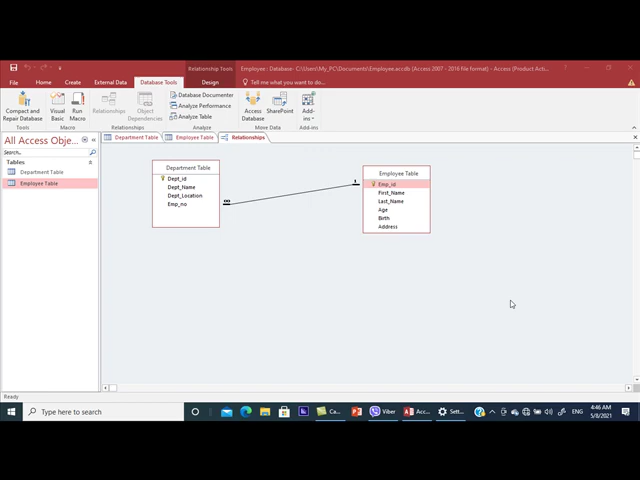 Relationship Tools
Employee : Database- C:\Users\My_PC\Documents\Employee.accdb (Access 2007 - 2016 file format) - Access (Product Acti...
File Home Create External Data Database Tools Design Tell me what you want to do...
Compact and Repair Database
Visual Basic
Run Macro
Relationships
Object Dependencies
Database Documenter
Analyze Performance
Analyze Table
Access Database
SharePoint
Add-ins
Tools Macro Relationships Analyze Move Data Add-ins
All Access Obje...
Search...
Tables
Department Table
Employee Table
Department Table Employee Table Relationships
Department Table
Dept_id
Dept_Name
Dept_Location
Emp_no
∞
1
Employee Table
Emp_id
First_Name
Last_Name
Age
Birth
Address
Ready
Type here to search
Ca...
Viber
Acc...
Sett...
ENG
4:46 AM
5/8/2021